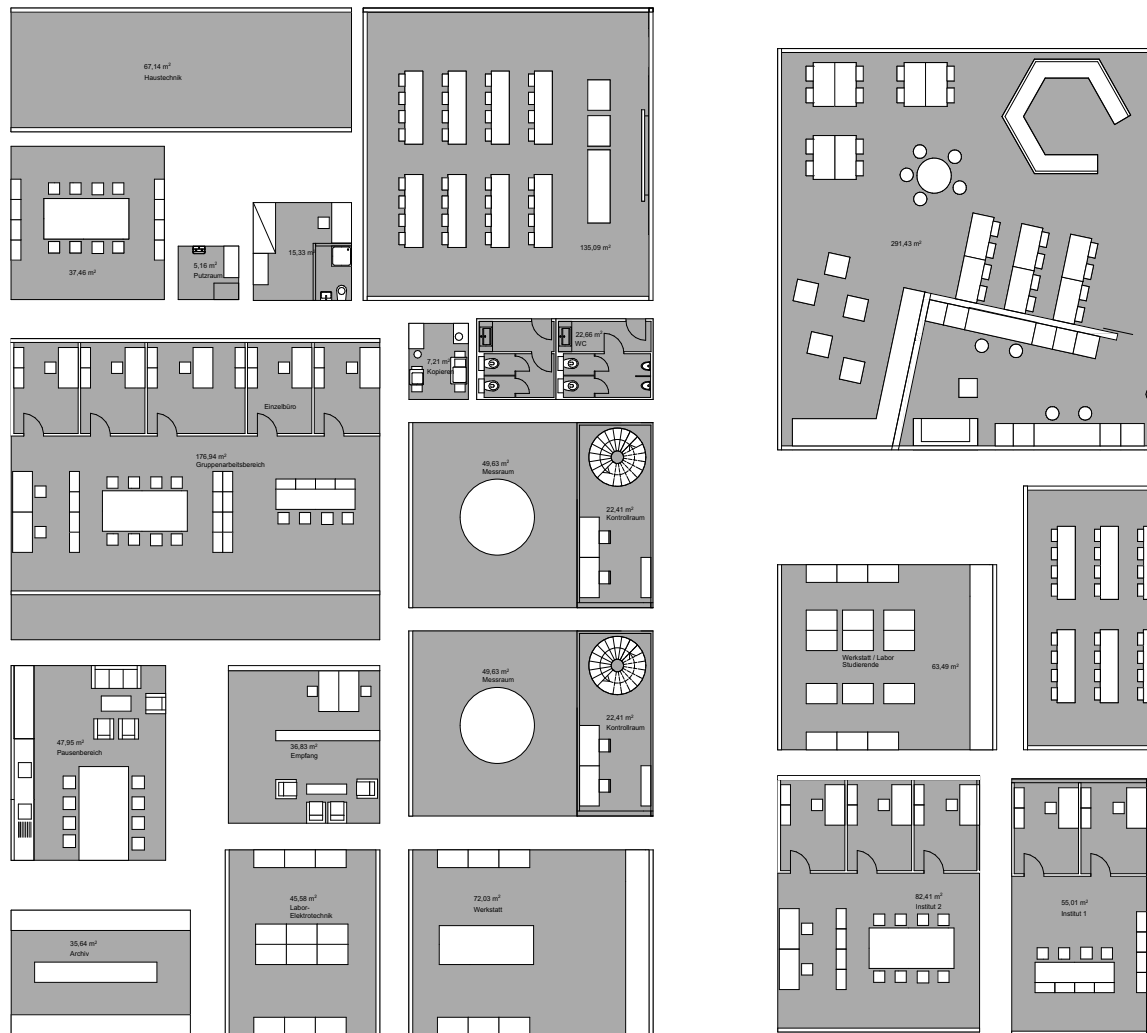 67,14 m²
Haustechnik
37,46 m²
5,16 m²
Putzraum
15,33 m²
135,09 m²
7,21 m²
Kopieren
22,66 m²
WC
Einzelbüro
176,94 m²
Gruppenarbeitsbereich
49,63 m²
Messraum
22,41 m²
Kontrollraum
49,63 m²
Messraum
22,41 m²
Kontrollraum
47,95 m²
Pausenbereich
36,83 m²
Empfang
45,58 m²
Labor-
Elektrotechnik
72,03 m²
Werkstatt
35,64 m²
Archiv
291,43 m²
Werkstatt / Labor
Studierende
63,49 m²
82,41 m²
Institut 2
55,01 m²
Institut 1